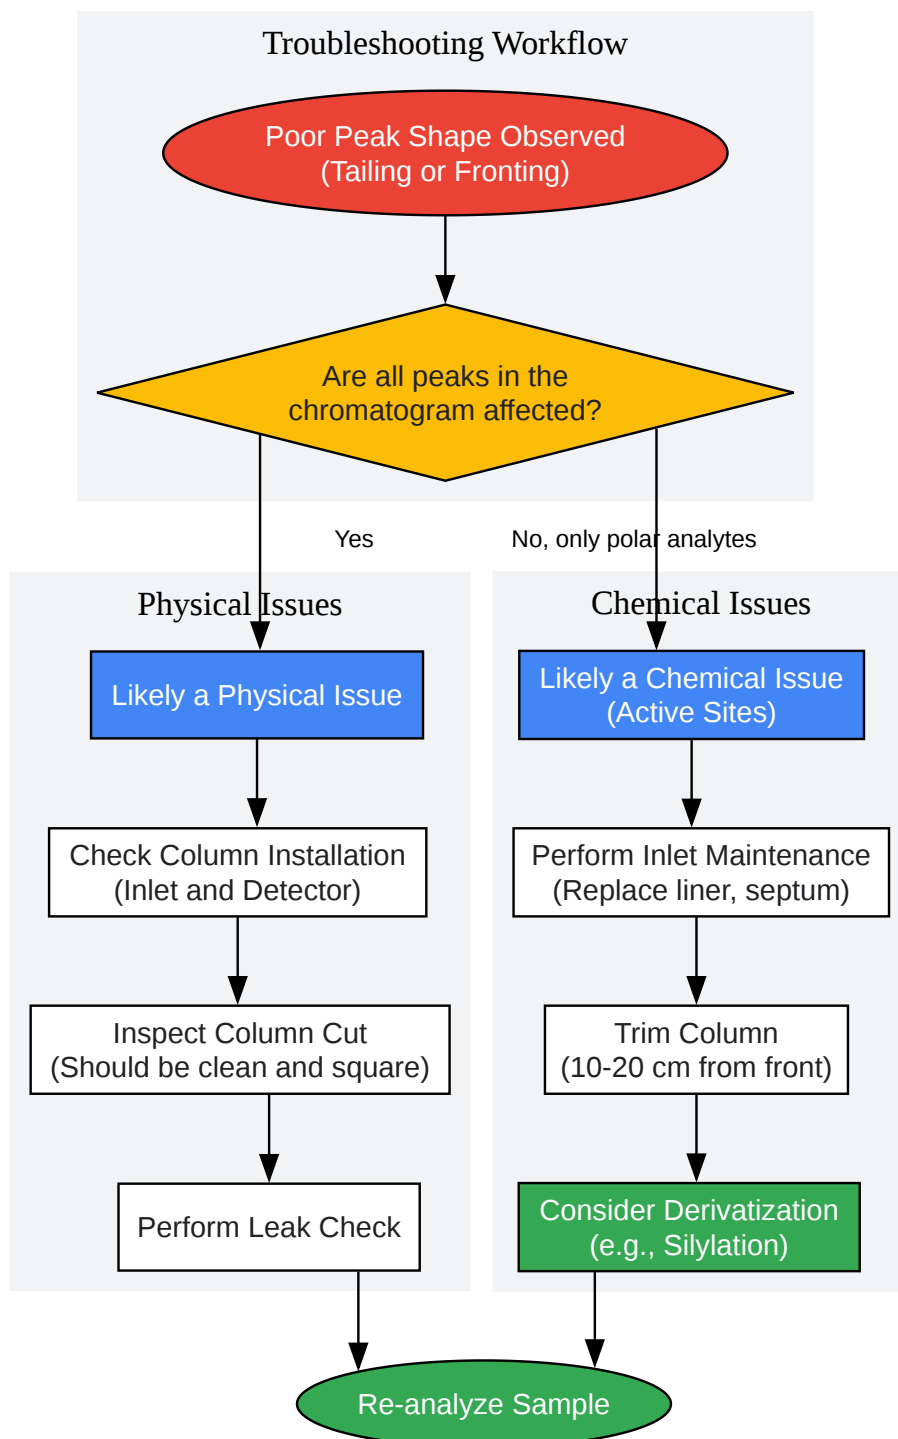 Troubleshooting Workflow
Poor Peak Shape Observed
(Tailing or Fronting)
Are all peaks in the
chromatogram affected?
Yes
No, only polar analytes
Physical Issues
Likely a Physical Issue
Check Column Installation
(Inlet and Detector)
Inspect Column Cut
(Should be clean and square)
Perform Leak Check
Chemical Issues
Likely a Chemical Issue
(Active Sites)
Perform Inlet Maintenance
(Replace liner, septum)
Trim Column
(10-20 cm from front)
Consider Derivatization
(e.g., Silylation)
Re-analyze Sample